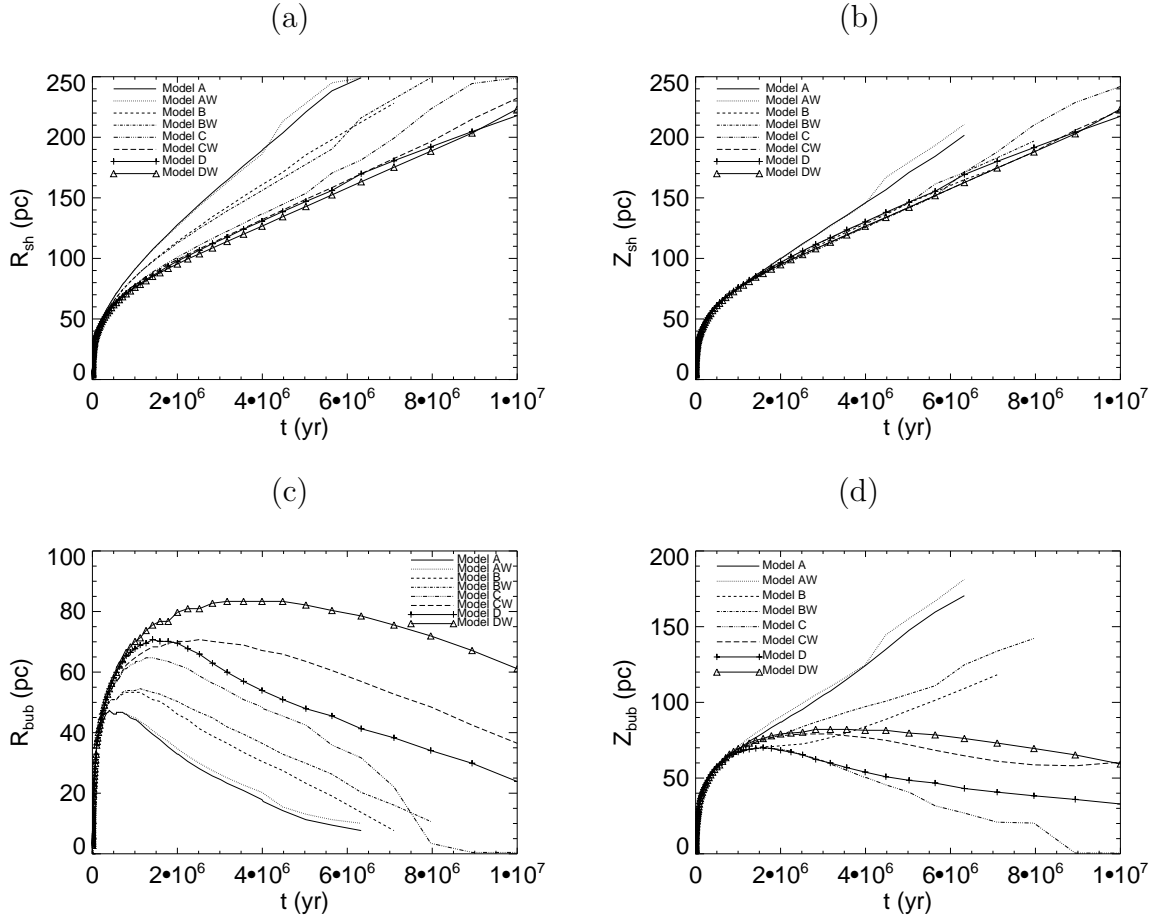 (a)
250
200
150
100
50
0
R_sh (pc)
Model A
Model AW
Model B
Model BW
Model C
Model CW
Model D
Model DW
0 2•10^6 4•10^6 6•10^6 8•10^6 1•10^7
t (yr)
(b)
250
200
150
100
50
0
Z_sh (pc)
Model A
Model AW
Model B
Model BW
Model C
Model CW
Model D
Model DW
0 2•10^6 4•10^6 6•10^6 8•10^6 1•10^7
t (yr)
(c)
100
80
60
40
20
0
R_bub (pc)
Model A
Model AW
Model B
Model BW
Model C
Model CW
Model D
Model DW
0 2•10^6 4•10^6 6•10^6 8•10^6 1•10^7
t (yr)
(d)
200
150
100
50
0
Z_bub (pc)
Model A
Model AW
Model B
Model BW
Model C
Model CW
Model D
Model DW
0 2•10^6 4•10^6 6•10^6 8•10^6 1•10^7
t (yr)